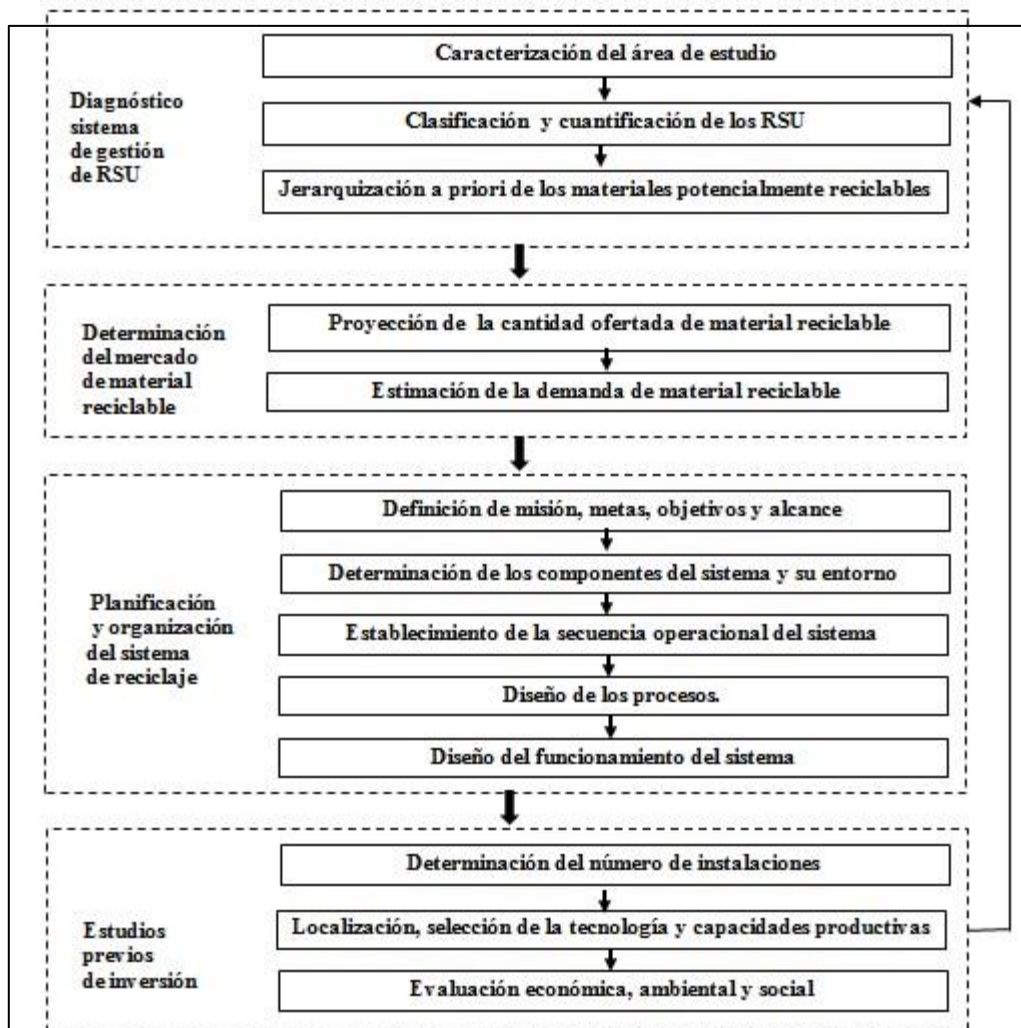 Diagnóstico
sistema
de gestión
de RSU
Caracterización del área de estudio
Clasificación y cuantificación de los RSU
Jerarquización a priori de los materiales potencialmente reciclables
Determinación
del mercado
de material
reciclable
Proyección de la cantidad ofertada de material reciclable
Estimación de la demanda de material reciclable
Planificación
y organización
del sistema
de reciclaje
Definición de misión, metas, objetivos y alcance
Determinación de los componentes del sistema y su entorno
Establecimiento de la secuencia operacional del sistema
Diseño de los procesos.
Diseño del funcionamiento del sistema
Estudios
previos
de inversión
Determinación del número de instalaciones
Localización, selección de la tecnología y capacidades productivas
Evaluación económica, ambiental y social